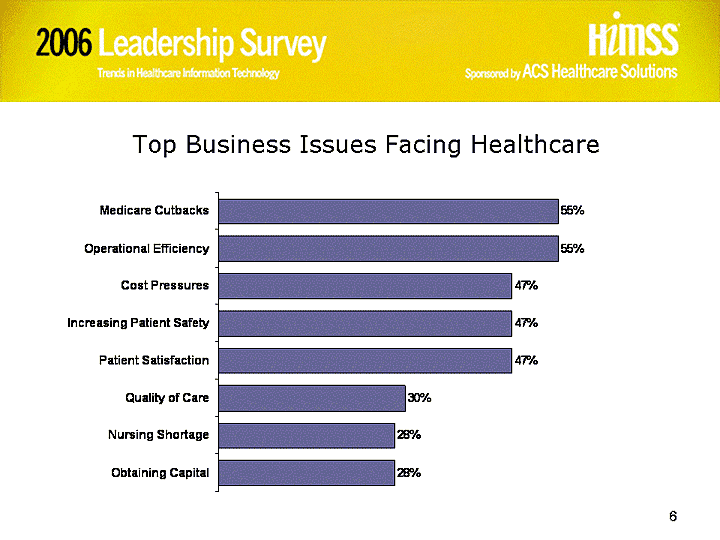 2006 Leadership Survey
Trends in Healthcare Information Technology
HIMSS
Sponsored by ACS Healthcare Solutions
Top Business Issues Facing Healthcare
Medicare Cutbacks 55%
Operational Efficiency 55%
Cost Pressures 47%
Increasing Patient Safety 47%
Patient Satisfaction 47%
Quality of Care 30%
Nursing Shortage 28%
Obtaining Capital 28%
6